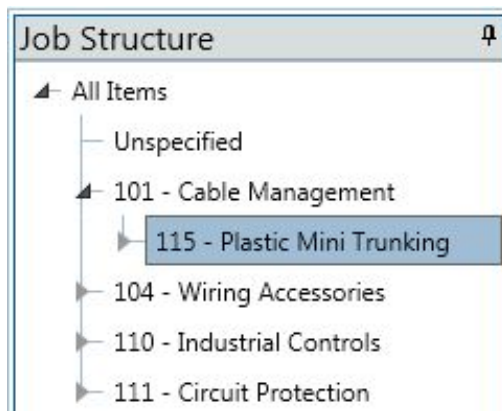 Job Structure
All Items
Unspecified
101 - Cable Management
115 - Plastic Mini Trunking
104 - Wiring Accessories
110 - Industrial Controls
111 - Circuit Protection